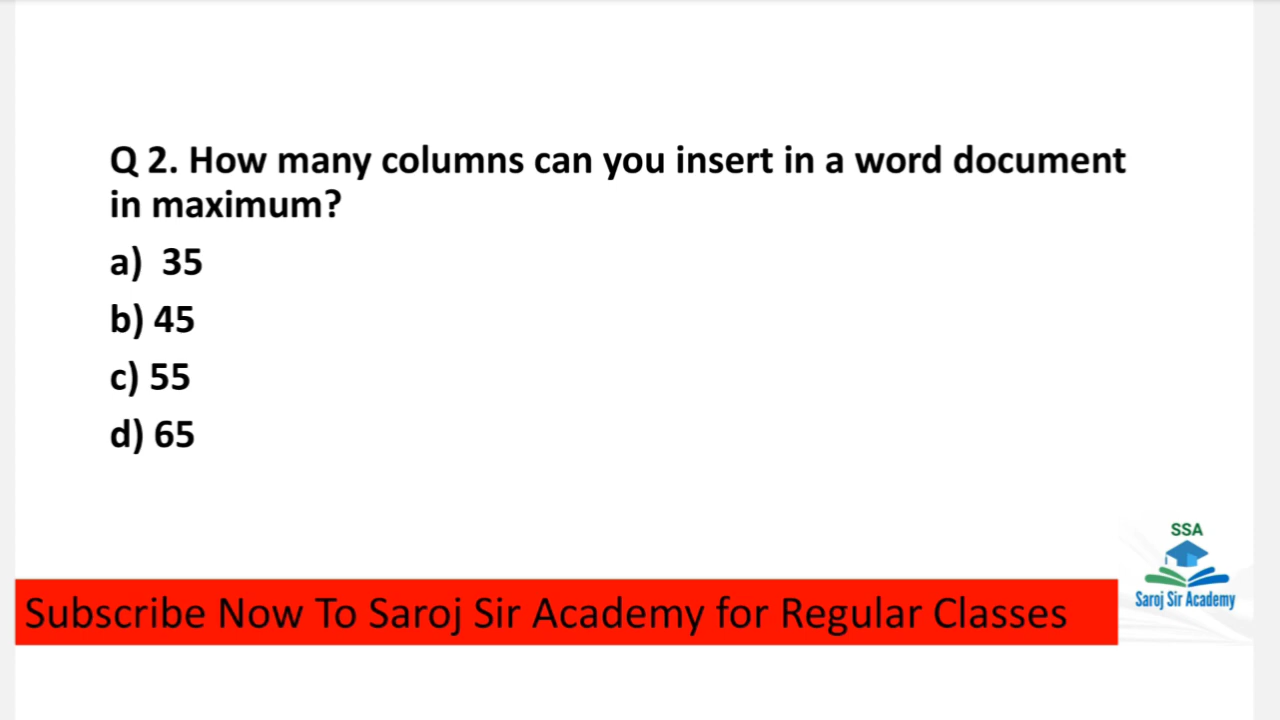 Q 2. How many columns can you insert in a word document
in maximum?
a) 35
b) 45
c) 55
d) 65
SSA
Saroj Sir Academy
Subscribe Now To Saroj Sir Academy for Regular Classes